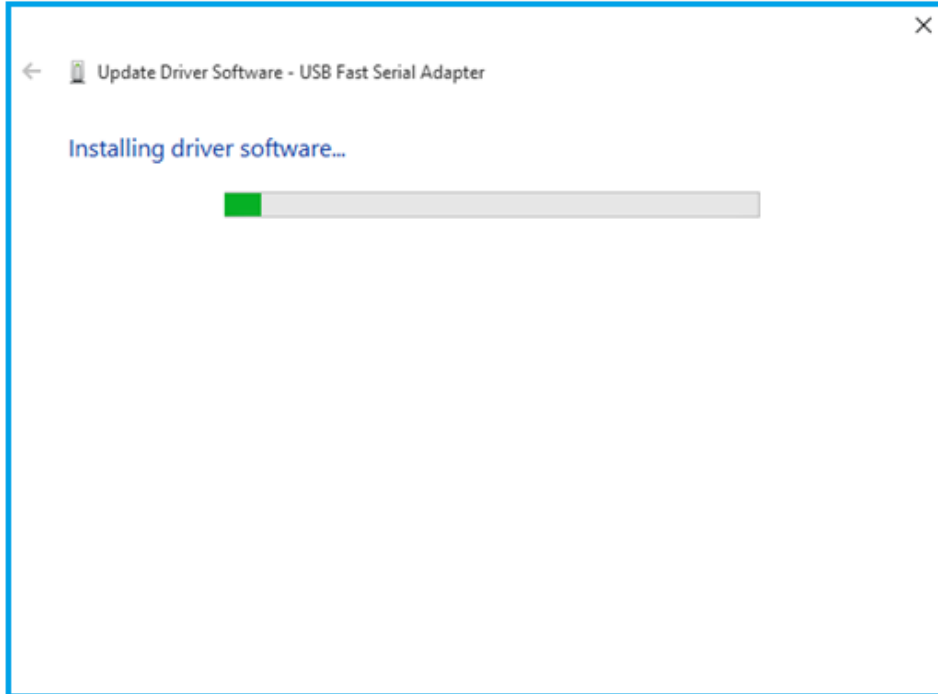 Update Driver Software - USB Fast Serial Adapter
Installing driver software...